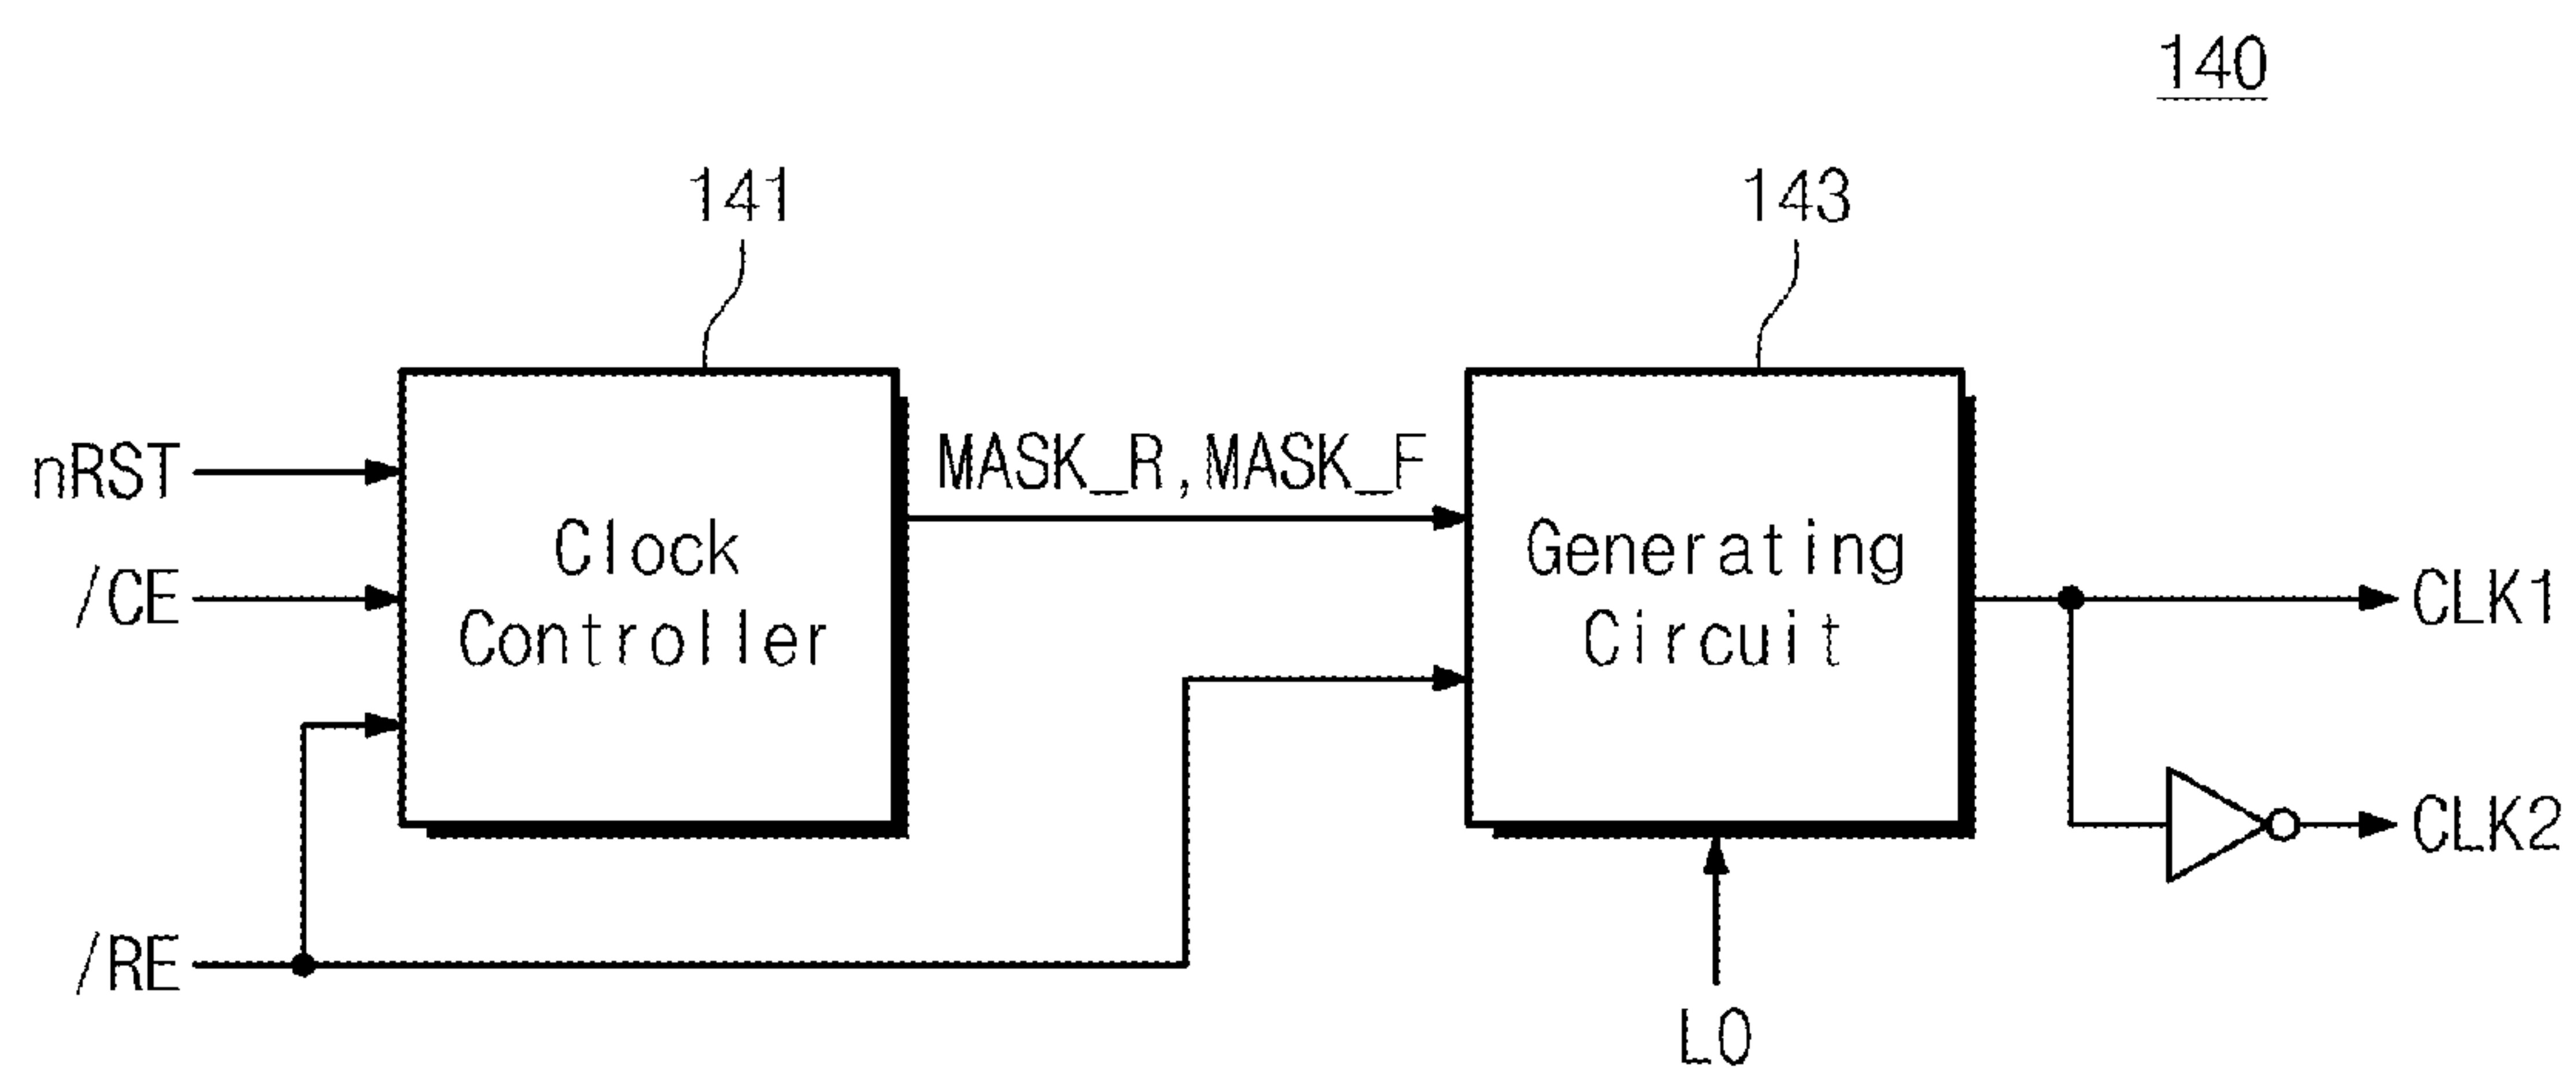 140
141
143
nRST
MASK_R,MASK_F
/CE
Clock
Controller
Generating
Circuit
CLK1
CLK2
/RE
LO